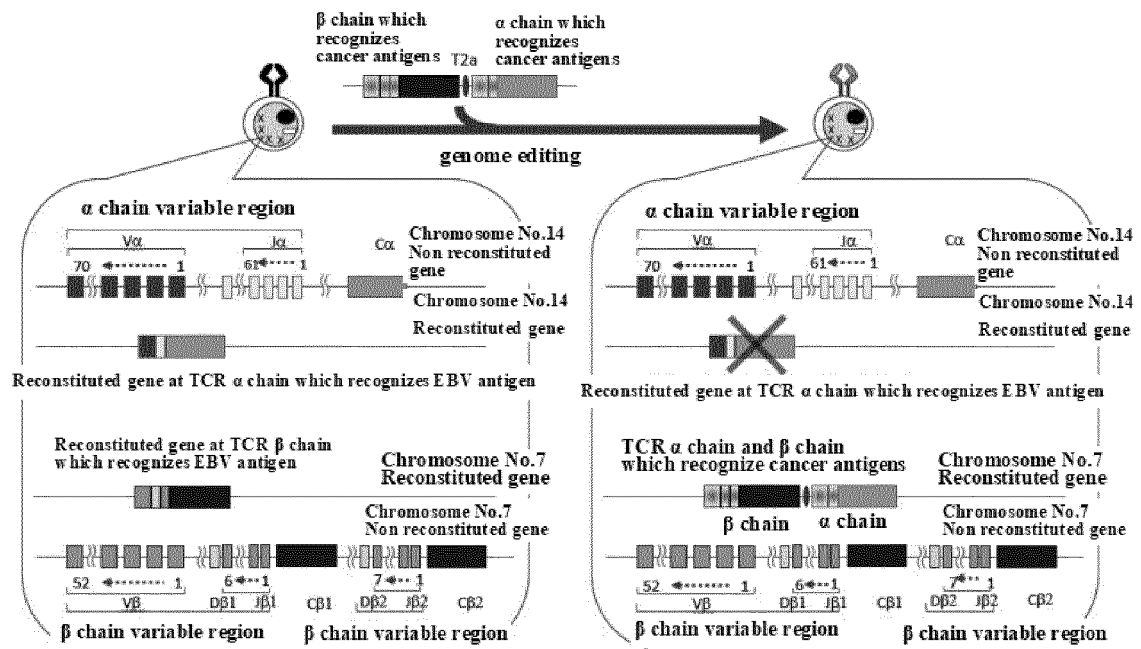 β chain which
recognizes
cancer antigens
T2a
α chain which
recognizes
cancer antigens
genome editing
α chain variable region
Vα
Jα
Cα
70
1
61
1
Chromosome No.14
Non reconstituted
gene
Chromosome No.14
Reconstituted gene
Reconstituted gene at TCR α chain which recognizes EBV antigen
Reconstituted gene at TCR β chain
which recognizes EBV antigen
Chromosome No.7
Reconstituted gene
Chromosome No.7
Non reconstituted gene
52
1
6
1
7
1
Vβ
Dβ1
Jβ1
Cβ1
Dβ2
Jβ2
Cβ2
β chain variable region
β chain variable region
α chain variable region
Vα
Jα
Cα
70
1
61
1
Chromosome No.14
Non reconstituted
gene
Chromosome No.14
Reconstituted gene
Reconstituted gene at TCR α chain which recognizes EBV antigen
TCR α chain and β chain
which recognize cancer antigens
Chromosome No.7
Reconstituted gene
β chain
α chain
Chromosome No.7
Non reconstituted gene
52
1
6
1
7
1
Vβ
Dβ1
Jβ1
Cβ1
Dβ2
Jβ2
Cβ2
β chain variable region
β chain variable region